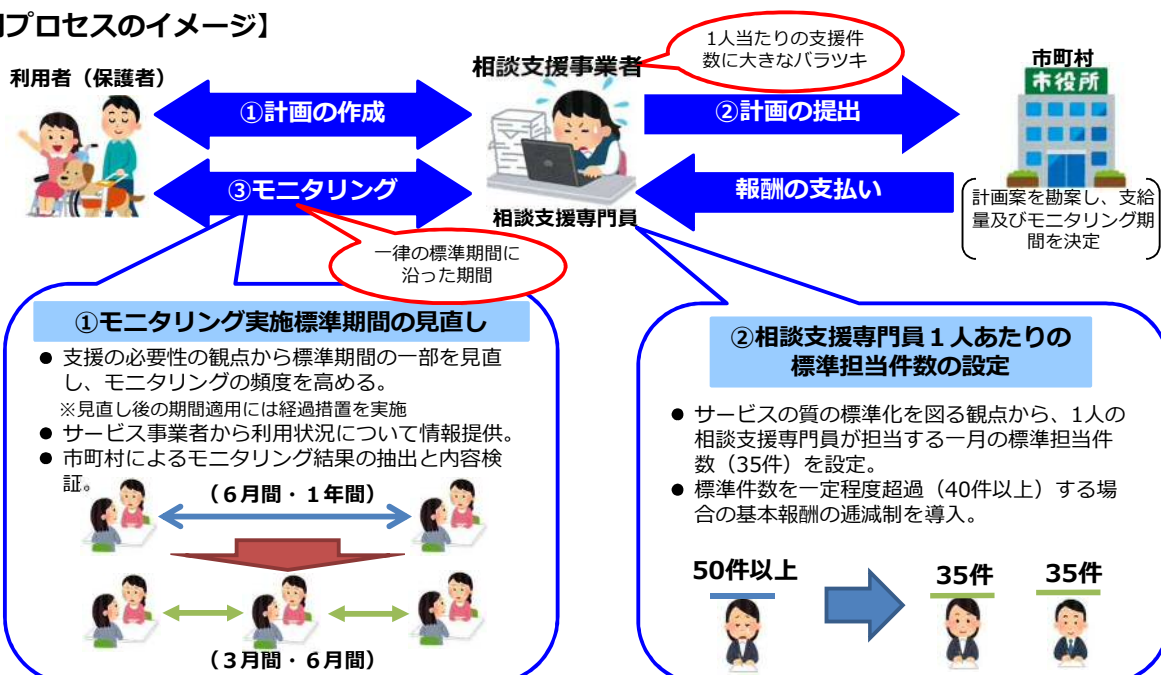 プロセスのイメージ】
利用者（保護者）
①計画の作成
③モニタリング
一律の標準期間に
沿った期間
相談支援事業者
1人当たりの支援件
数に大きなバラツキ
相談支援専門員
②計画の提出
報酬の支払い
市町村
市役所
計画案を勘案し、支給
量及びモニタリング期
間を決定
①モニタリング実施標準期間の見直し
● 支援の必要性の観点から標準期間の一部を見直
し、モニタリングの頻度を高める。
※見直し後の期間適用には経過措置を実施
● サービス事業者から利用状況について情報提供。
● 市町村によるモニタリング結果の抽出と内容検
証。
（６月間・１年間）
（３月間・６月間）
②相談支援専門員１人あたりの
標準担当件数の設定
● サービスの質の標準化を図る観点から、1人の
相談支援専門員が担当する一月の標準担当件
数（35件）を設定。
● 標準件数を一定程度超過（40件以上）する場
合の基本報酬の逓減制を導入。
50件以上
35件
35件